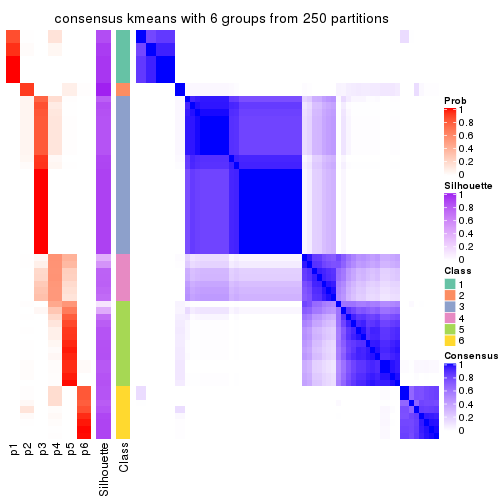 consensus kmeans with 6 groups from 250 partitions
Prob
1
0.8
0.6
0.4
0.2
0
Silhouette
1
0.8
0.6
0.4
0.2
0
Class
1
2
3
4
5
6
Consensus
1
0.8
0.6
0.4
0.2
0
p1
p2
p3
p4
p5
p6
Silhouette
Class